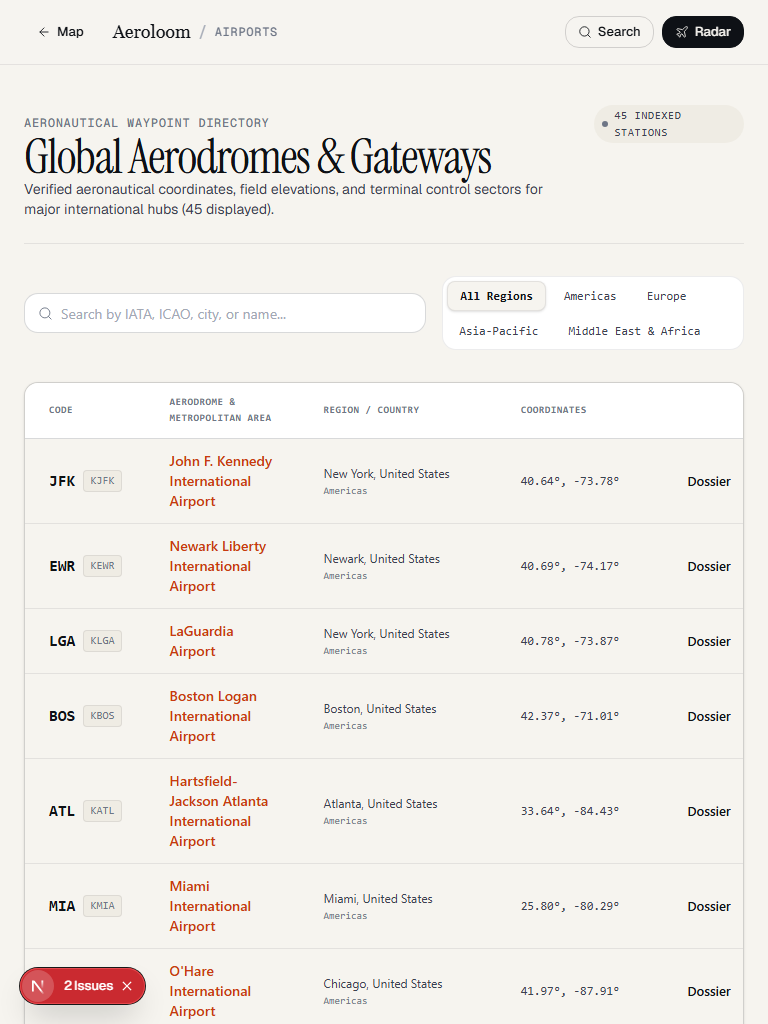 ← Map Aeroloom / AIRPORTS Search Radar
AERONAUTICAL WAYPOINT DIRECTORY
45 INDEXED
STATIONS
Global Aerodromes & Gateways
Verified aeronautical coordinates, field elevations, and terminal control sectors for
major international hubs (45 displayed).
Search by IATA, ICAO, city, or name...
All Regions Americas Europe
Asia-Pacific Middle East & Africa
CODE
AERODROME &
METROPOLITAN AREA
REGION / COUNTRY
COORDINATES
JFK KJFK
John F. Kennedy
International
Airport
New York, United States
Americas
40.64°, -73.78°
Dossier
EWR KEWR
Newark Liberty
International
Airport
Newark, United States
Americas
40.69°, -74.17°
Dossier
LGA KLGA
LaGuardia
Airport
New York, United States
Americas
40.78°, -73.87°
Dossier
BOS KBOS
Boston Logan
International
Airport
Boston, United States
Americas
42.37°, -71.01°
Dossier
ATL KATL
Hartsfield-
Jackson Atlanta
International
Airport
Atlanta, United States
Americas
33.64°, -84.43°
Dossier
MIA KMIA
Miami
International
Airport
Miami, United States
Americas
25.80°, -80.29°
Dossier
O'Hare
International
Airport
Chicago, United States
Americas
41.97°, -87.91°
Dossier
N 2 Issues ×